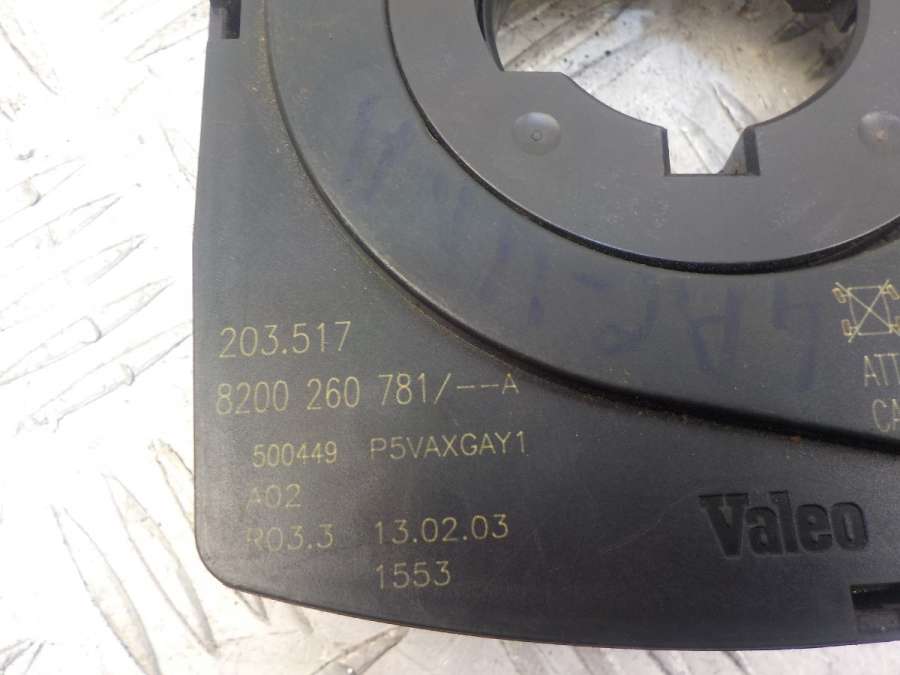 203.517
8200 260 781/--A
500449 P5VAXGAY1
A02
R03.3 13.02.03
1553
Valeo